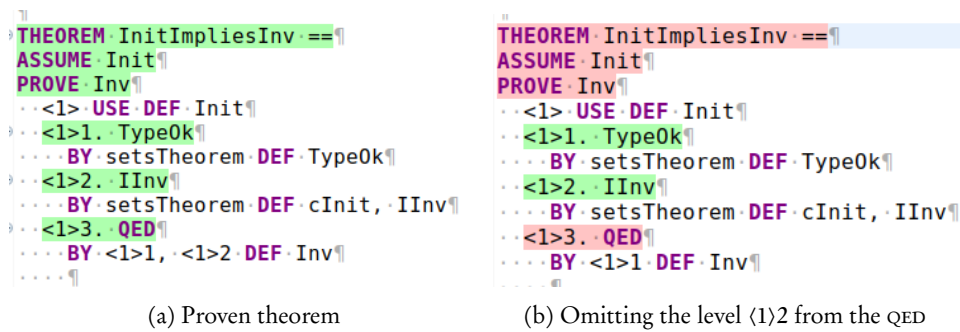 THEOREM·InitImpliesInv·==¶
ASSUME·Init¶
PROVE·Inv¶
··<1>·USE·DEF·Init¶
··<1>1.·TypeOk¶
····BY·setsTheorem·DEF·TypeOk¶
··<1>2.·IInv¶
····BY·setsTheorem·DEF·cInit,·IInv¶
··<1>3.·QED¶
····BY·<1>1,·<1>2·DEF·Inv¶
····¶
(a) Proven theorem
THEOREM·InitImpliesInv·==¶
ASSUME·Init¶
PROVE·Inv¶
··<1>·USE·DEF·Init¶
··<1>1.·TypeOk¶
····BY·setsTheorem·DEF·TypeOk¶
··<1>2.·IInv¶
····BY·setsTheorem·DEF·cInit,·IInv¶
··<1>3.·QED¶
····BY·<1>1·DEF·Inv¶
····¶
(b) Omitting the level ⟨1⟩2 from the QED